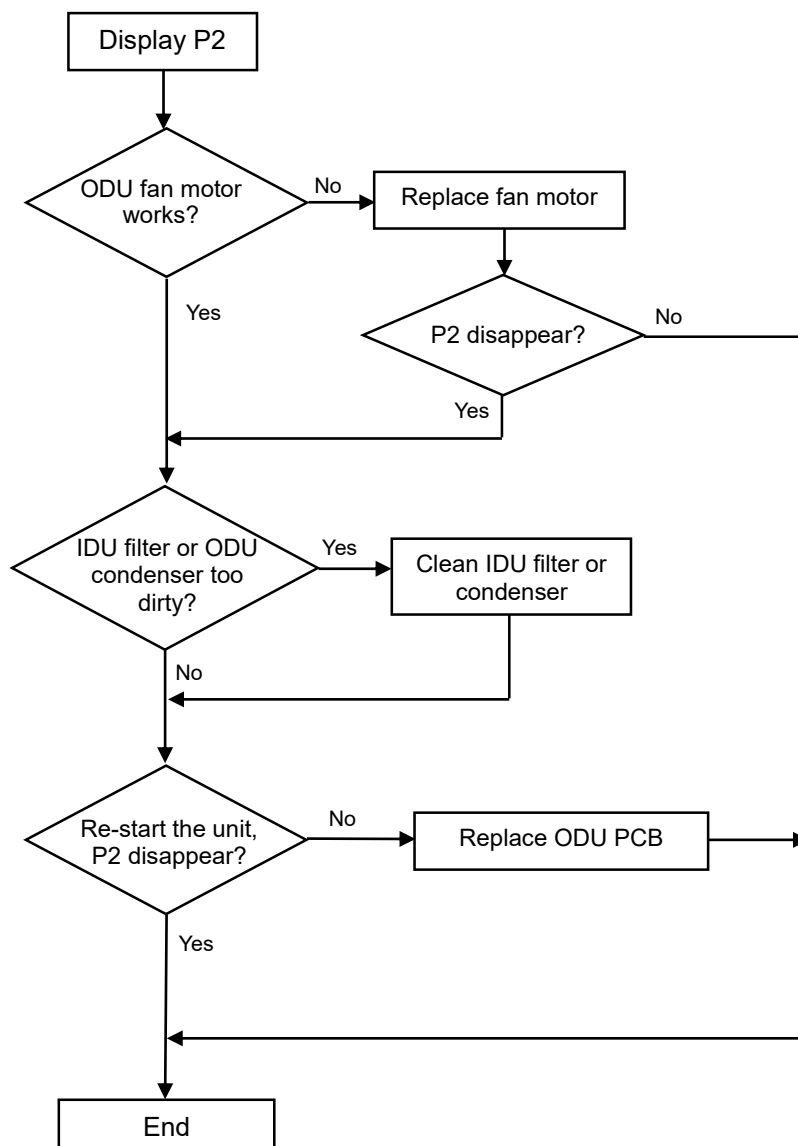 Display P2
ODU fan motor
works?
No
Replace fan motor
Yes
P2 disappear?
No
Yes
IDU filter or ODU
condenser too
dirty?
Yes
Clean IDU filter or
condenser
No
Re-start the unit,
P2 disappear?
No
Replace ODU PCB
Yes
End